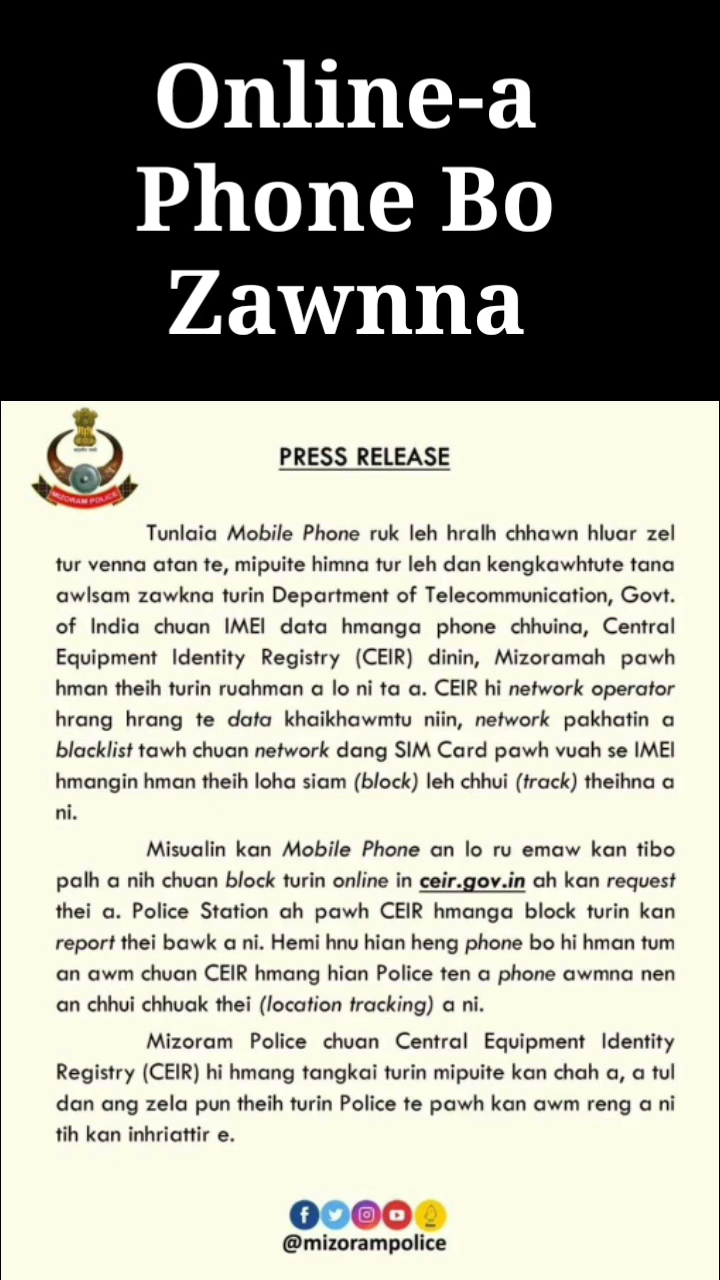 Online-a
Phone Bo
Zawnna
MIZORAM POLICE
PRESS RELEASE
Tunlaia Mobile Phone ruk leh hralh chhawn hluar zel
tur venna atan te, mipuite himna tur leh dan kengkawhtute tana
awlsam zawkna turin Department of Telecommunication, Govt.
of India chuan IMEI data hmanga phone chhuina, Central
Equipment Identity Registry (CEIR) dinin, Mizoramah pawh
hman theih turin ruahman a lo ni ta a. CEIR hi network operator
hrang hrang te data khaikhawmtu niin, network pakhatin a
blacklist tawh chuan network dang SIM Card pawh vuah se IMEI
hmangin hman theih loha siam (block) leh chhui (track) theihna a
ni.
Misualin kan Mobile Phone an lo ru emaw kan tibo
palh a nih chuan block turin online in ceir.gov.in ah kan request
thei a. Police Station ah pawh CEIR hmanga block turin kan
report thei bawk a ni. Hemi hnu hian heng phone bo hi hman tum
an awm chuan CEIR hmang hian Police ten a phone awmna nen
an chhui chhuak thei (location tracking) a ni.
Mizoram Police chuan Central Equipment Identity
Registry (CEIR) hi hmang tangkai turin mipuite kan chah a, a tul
dan ang zela pun theih turin Police te pawh kan awm reng a ni
tih kan inhriattir e.
@mizorampolice